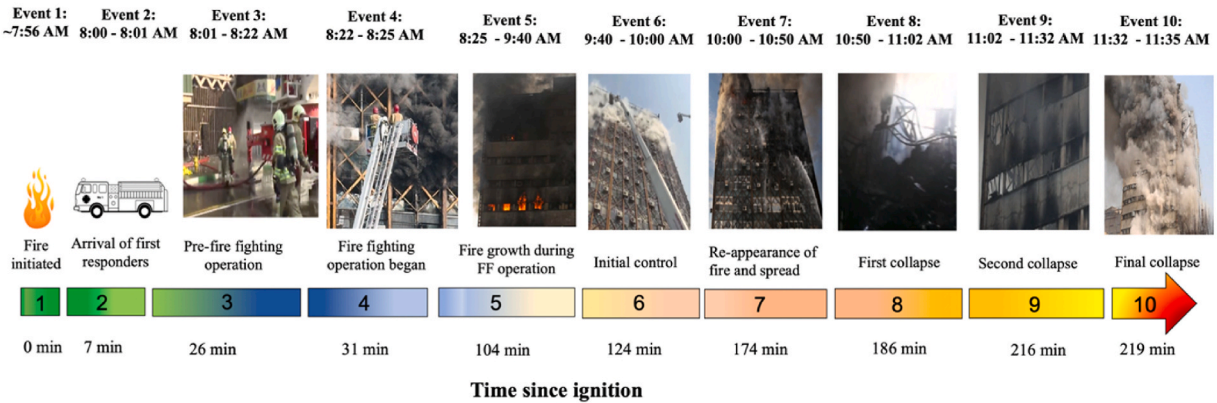 Event 1:
~7:56 AM
Event 2:
8:00 - 8:01 AM
Event 3:
8:01 - 8:22 AM
Event 4:
8:22 - 8:25 AM
Event 5:
8:25 - 9:40 AM
Event 6:
9:40 - 10:00 AM
Event 7:
10:00 - 10:50 AM
Event 8:
10:50 - 11:02 AM
Event 9:
11:02 - 11:32 AM
Event 10:
11:32 - 11:35 AM
Fire
initiated
Arrival of first
responders
Pre-fire fighting
operation
Fire fighting
operation began
Fire growth during
FF operation
Initial control
Re-appearance of
fire and spread
First collapse
Second collapse
Final collapse
1
2
3
4
5
6
7
8
9
10
0 min
7 min
26 min
31 min
104 min
124 min
174 min
186 min
216 min
219 min
Time since ignition